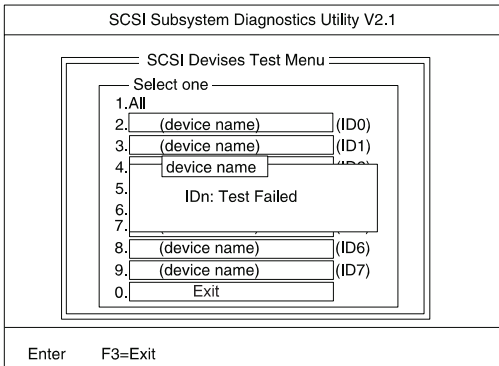 SCSI Subsystem Diagnostics Utility V2.1
SCSI Devises Test Menu
Select one
1.All
2. (device name) (ID0)
3. (device name) (ID1)
4. device name
5. IDn: Test Failed
6.
7.
8. (device name) (ID6)
9. (device name) (ID7)
0. Exit
Enter F3=Exit